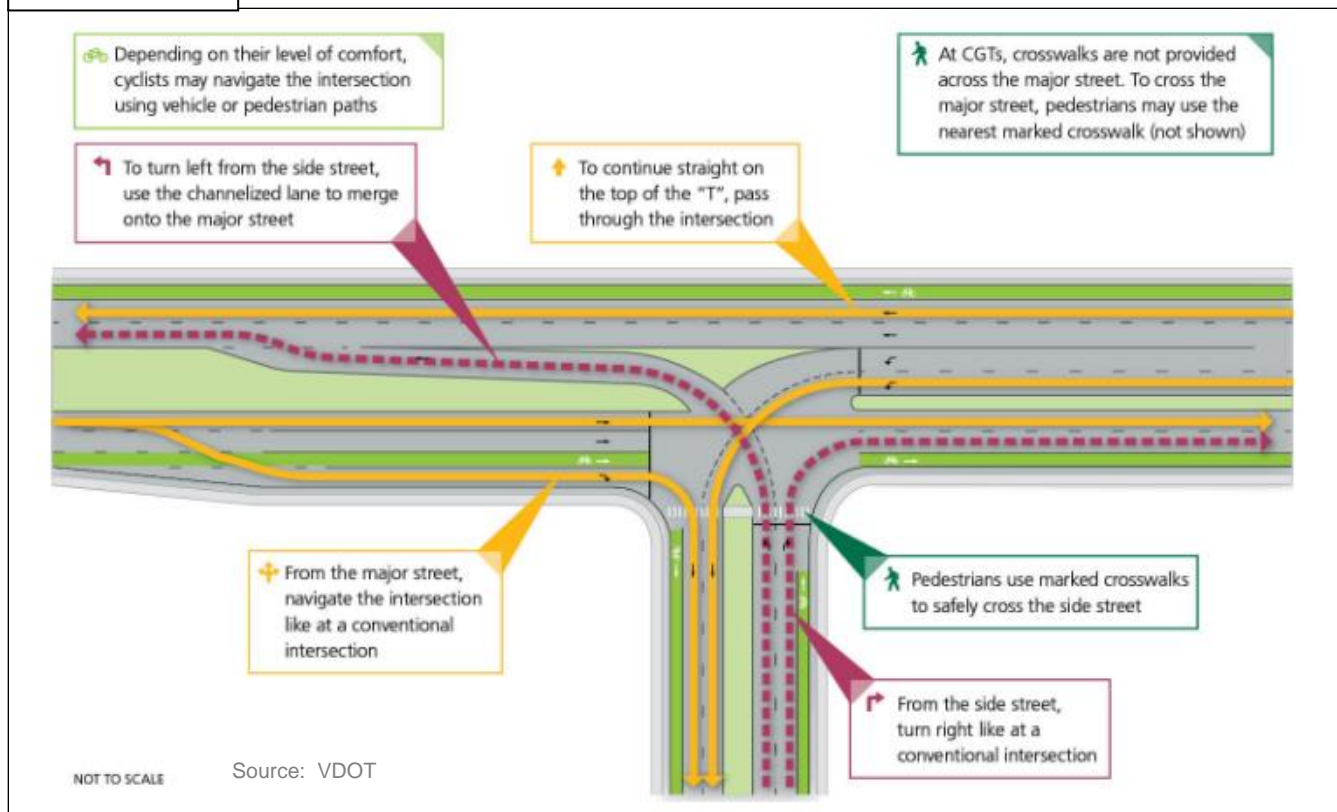 Depending on their level of comfort,
cyclists may navigate the intersection
using vehicle or pedestrian paths
At CGTs, crosswalks are not provided
across the major street. To cross the
major street, pedestrians may use the
nearest marked crosswalk (not shown)
To turn left from the side street,
use the channelized lane to merge
onto the major street
To continue straight on
the top of the “T”, pass
through the intersection
From the major street,
navigate the intersection
like at a conventional
intersection
Pedestrians use marked crosswalks
to safely cross the side street
From the side street,
turn right like at a
conventional intersection
NOT TO SCALE
Source: VDOT